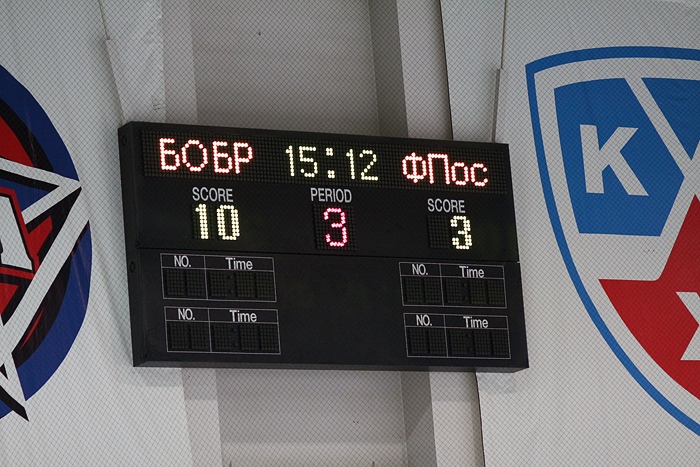 БОБР 15:12 ФПос
SCORE PERIOD SCORE
10 3 3
NO. Time NO. Time
NO. Time NO. Time
К
Х